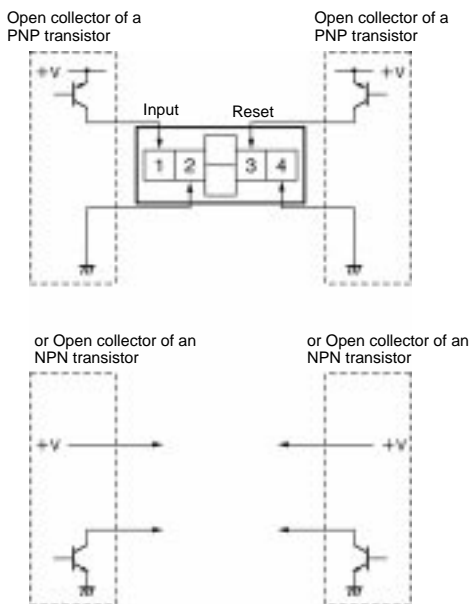 Open collector of a
PNP transistor
Open collector of a
PNP transistor
+V
+V
Input
Reset
1 2 3 4
or Open collector of an
NPN transistor
or Open collector of an
NPN transistor
+V
+V